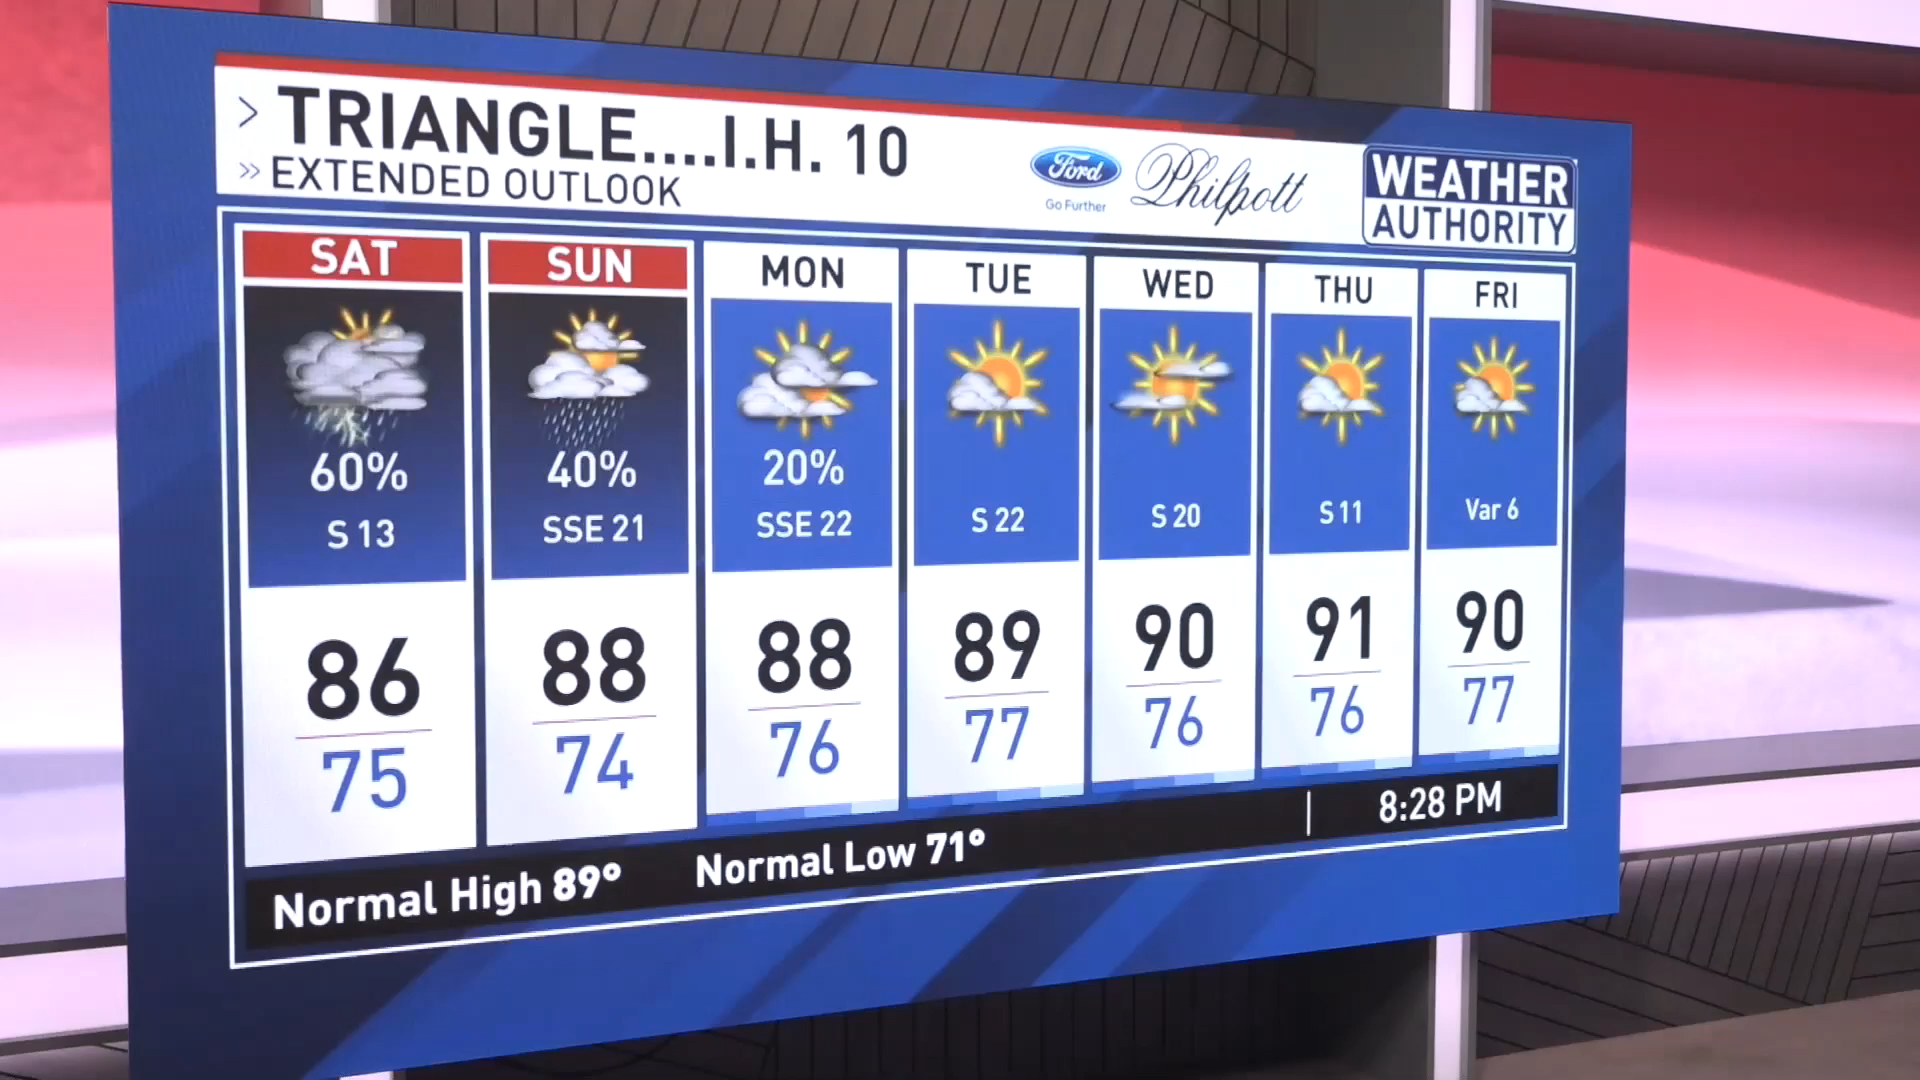 > TRIANGLE....I.H. 10
» EXTENDED OUTLOOK
Ford
Go Further
Philpott
WEATHER
AUTHORITY
SAT SUN MON TUE WED THU FRI
60% 40% 20%
S 13 SSE 21 SSE 22 S 22 S 20 S 11 Var 6
86 88 88 89 90 91 90
75 74 76 77 76 76 77
Normal High 89° Normal Low 71° | 8:28 PM